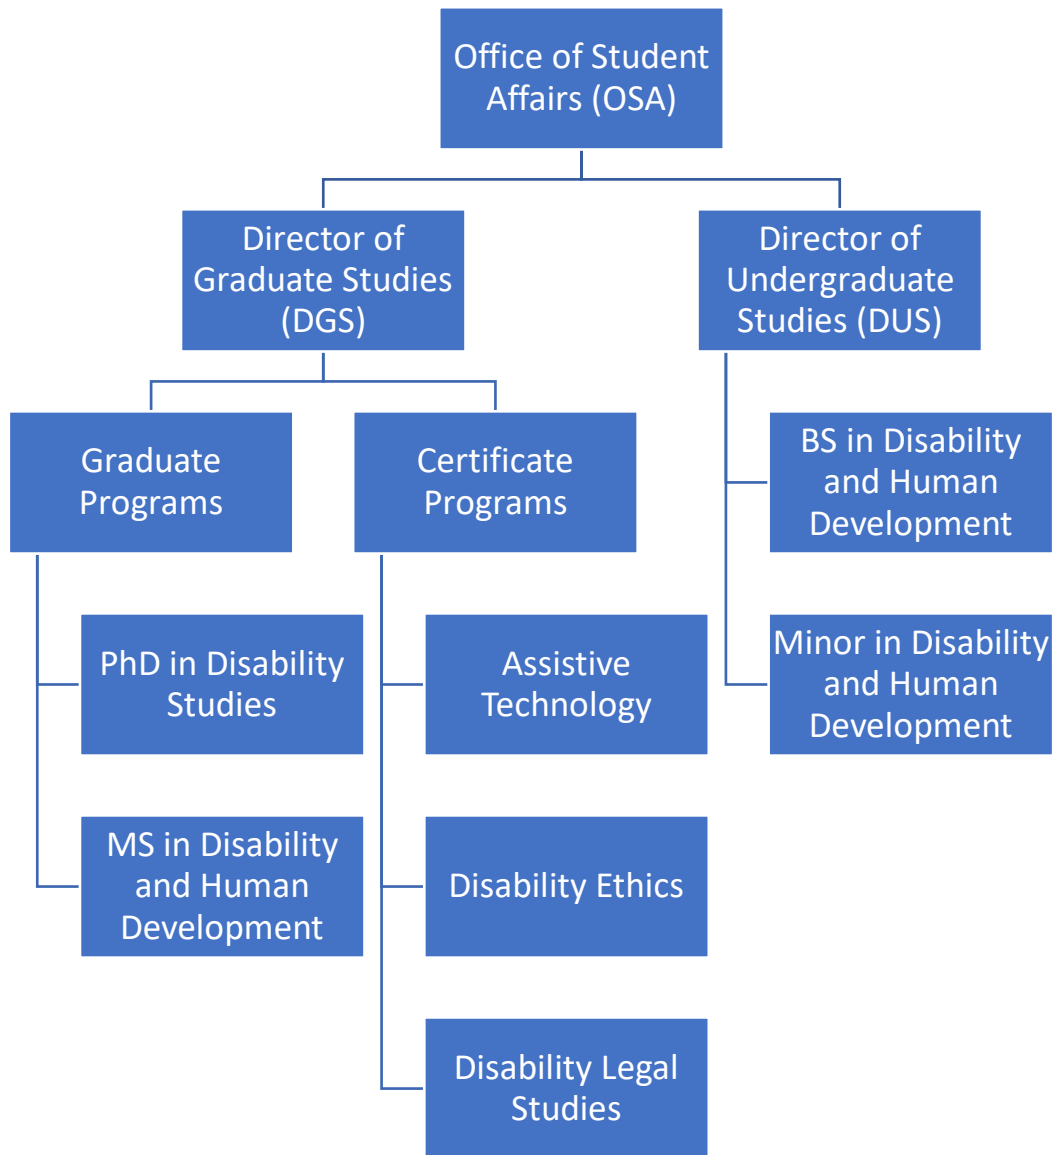 Office of Student
Affairs (OSA)
Director of
Graduate Studies
(DGS)
Director of
Undergraduate
Studies (DUS)
Graduate
Programs
Certificate
Programs
BS in Disability
and Human
Development
PhD in Disability
Studies
Assistive
Technology
Minor in Disability
and Human
Development
MS in Disability
and Human
Development
Disability Ethics
Disability Legal
Studies